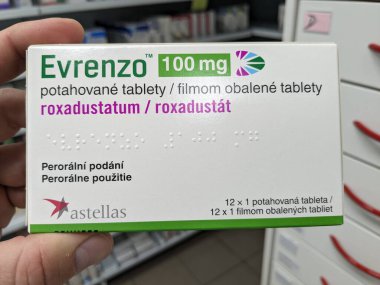 Evrenzo™ 100 mg
potahované tablety / filmom obalené tablety
roxadustatum / roxadustát
Perorální podání
Perorálne použitie
astellas
12 x 1 potahovaná tableta /
12 x 1 filmom obalených tabliet